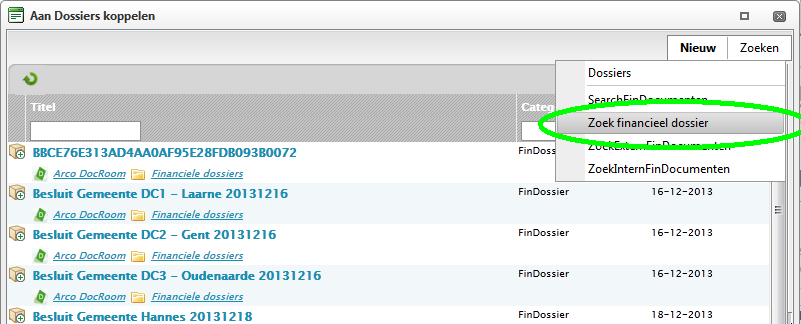 Aan Dossiers koppelen
Nieuw Zoeken
Dossiers
SearchFinDocumenten
Zoek financieel dossier
ZoekExternFinDocumenten
ZoekInternFinDocumenten
Titel Categ
BBCE76E313AD4AA0AF95E28FDB093B0072 FinDoss
Arco DocRoom Financiele dossiers
Besluit Gemeente DC1 - Laarne 20131216 FinDossier 16-12-2013
Arco DocRoom Financiele dossiers
Besluit Gemeente DC2 - Gent 20131216 FinDossier 16-12-2013
Arco DocRoom Financiele dossiers
Besluit Gemeente DC3 - Oudenaarde 20131216 FinDossier 16-12-2013
Arco DocRoom Financiele dossiers
Besluit Gemeente Hannes 20131218 FinDossier 18-12-2013